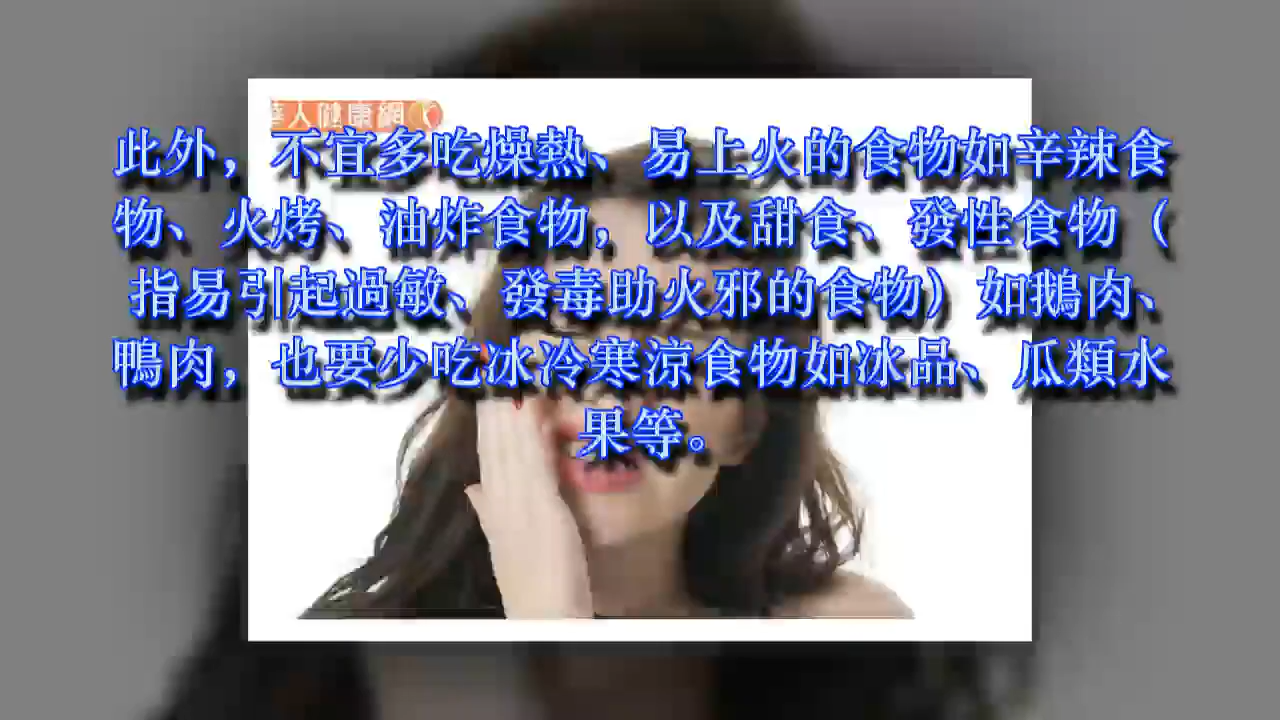 華人健康網
此外，不宜多吃燥熱、易上火的食物如辛辣食
物、火烤、油炸食物，以及甜食、發性食物（
指易引起過敏、發毒助火邪的食物）如鵝肉、
鴨肉，也要少吃冰冷寒涼食物如冰品、瓜類水
果等。